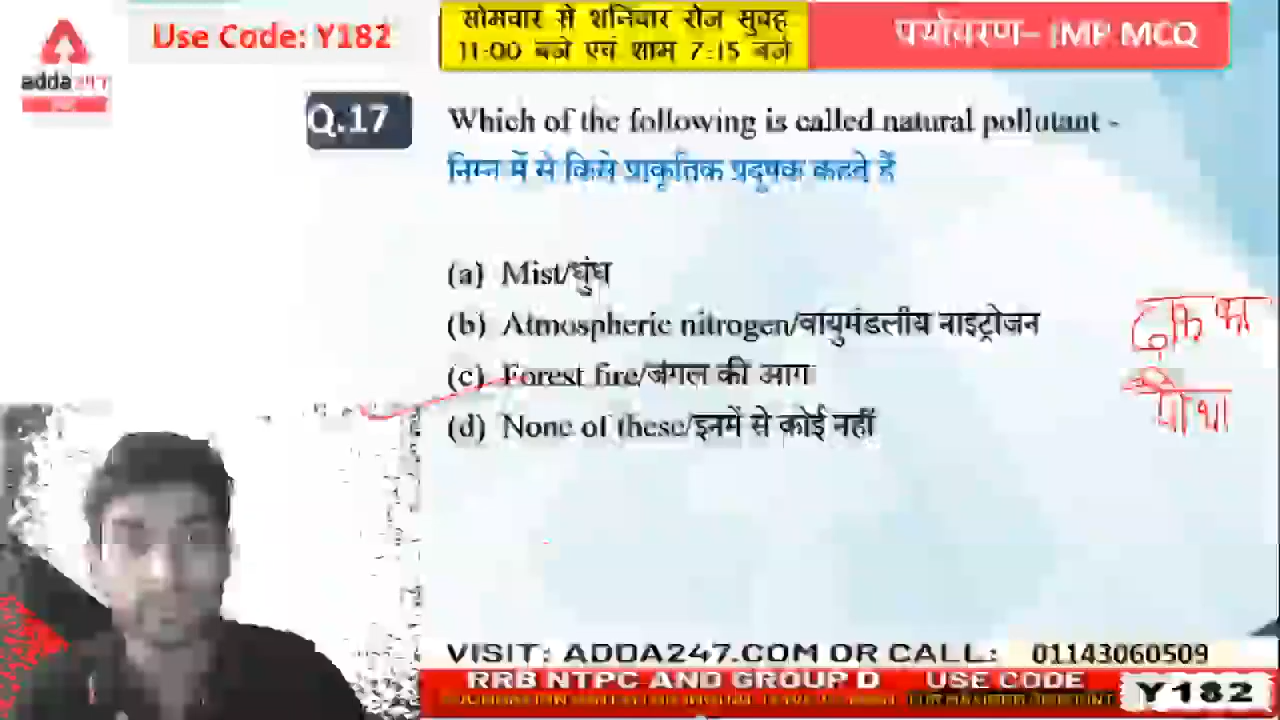 adda247
Use Code: Y182
सोमवार से शनिवार रोज सुबह
11:00 बजे एवं शाम 7:15 बजे
पर्यावरण– IMP MCQ
Q.17
Which of the following is called natural pollutant -
निम्न में से किसे प्राकृतिक प्रदूषक कहते हैं
(a) Mist/धुंध
(b) Atmospheric nitrogen/वायुमंडलीय नाइट्रोजन
(c) Forest fire/जंगल की आग
(d) None of these/इनमें से कोई नहीं
VISIT: ADDA247.COM OR CALL: 01143060509
RRB NTPC AND GROUP D USE CODE
Y182